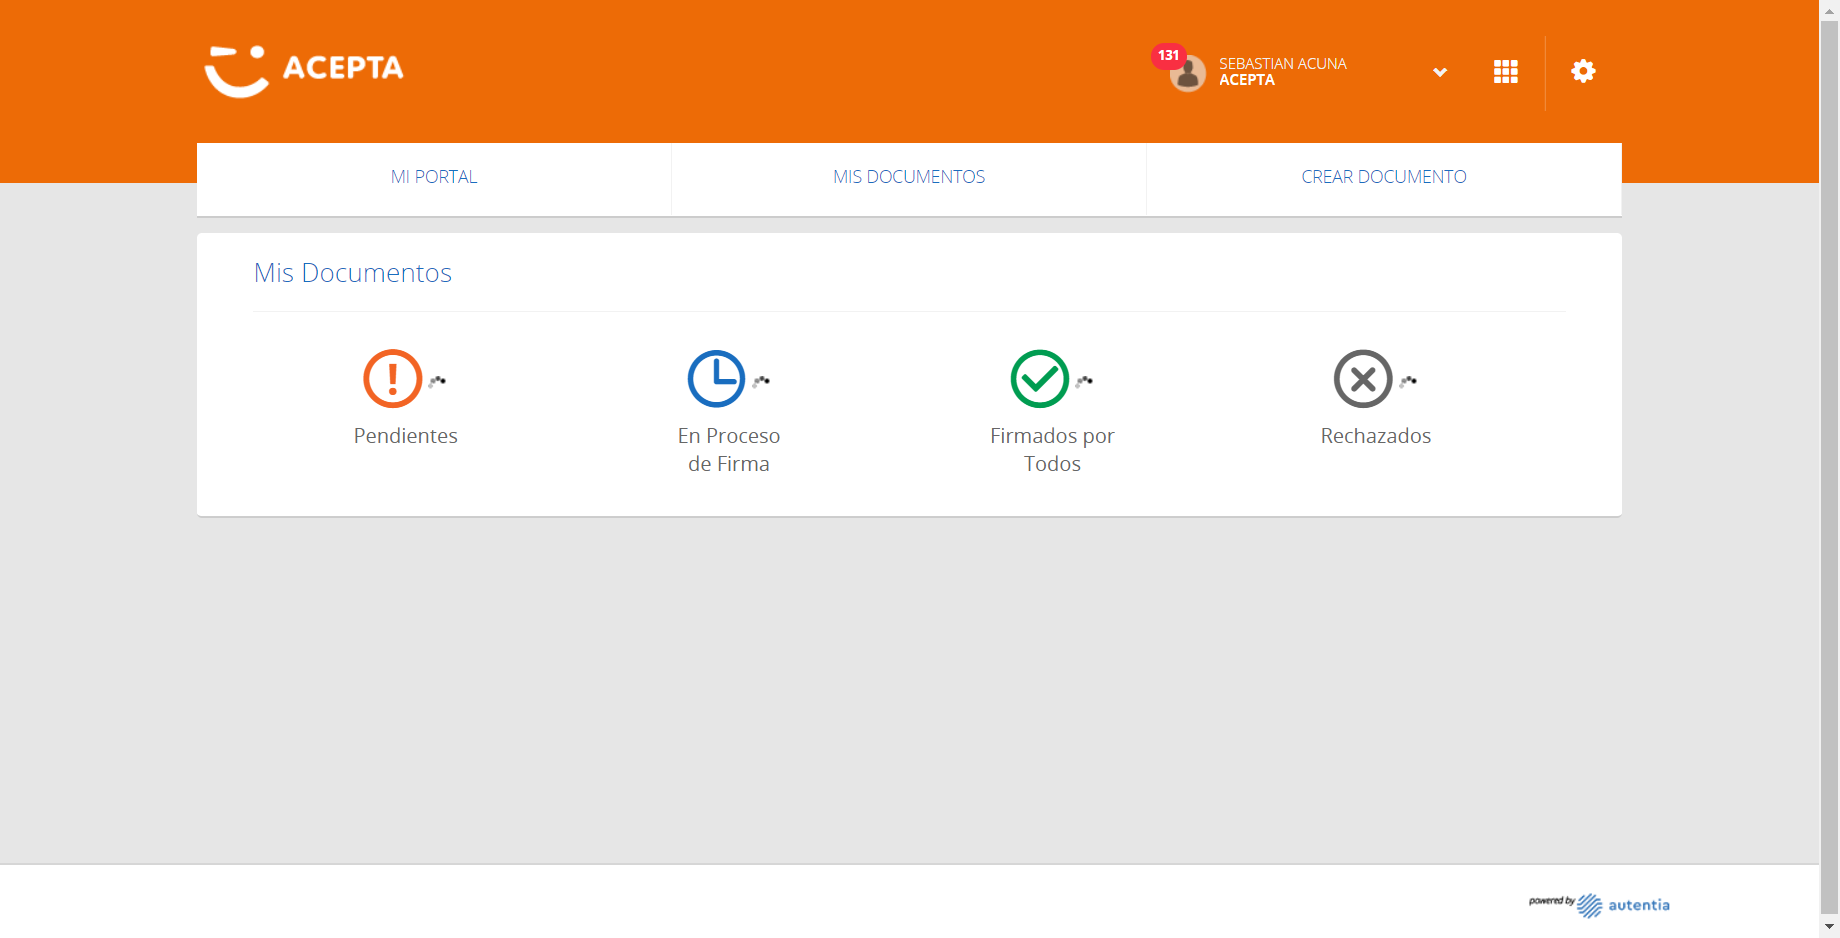 ACEPTA
131
SEBASTIAN ACUNA
ACEPTA
MI PORTAL
MIS DOCUMENTOS
CREAR DOCUMENTO
Mis Documentos
Pendientes
En Proceso
de Firma
Firmados por
Todos
Rechazados
powered by autentia